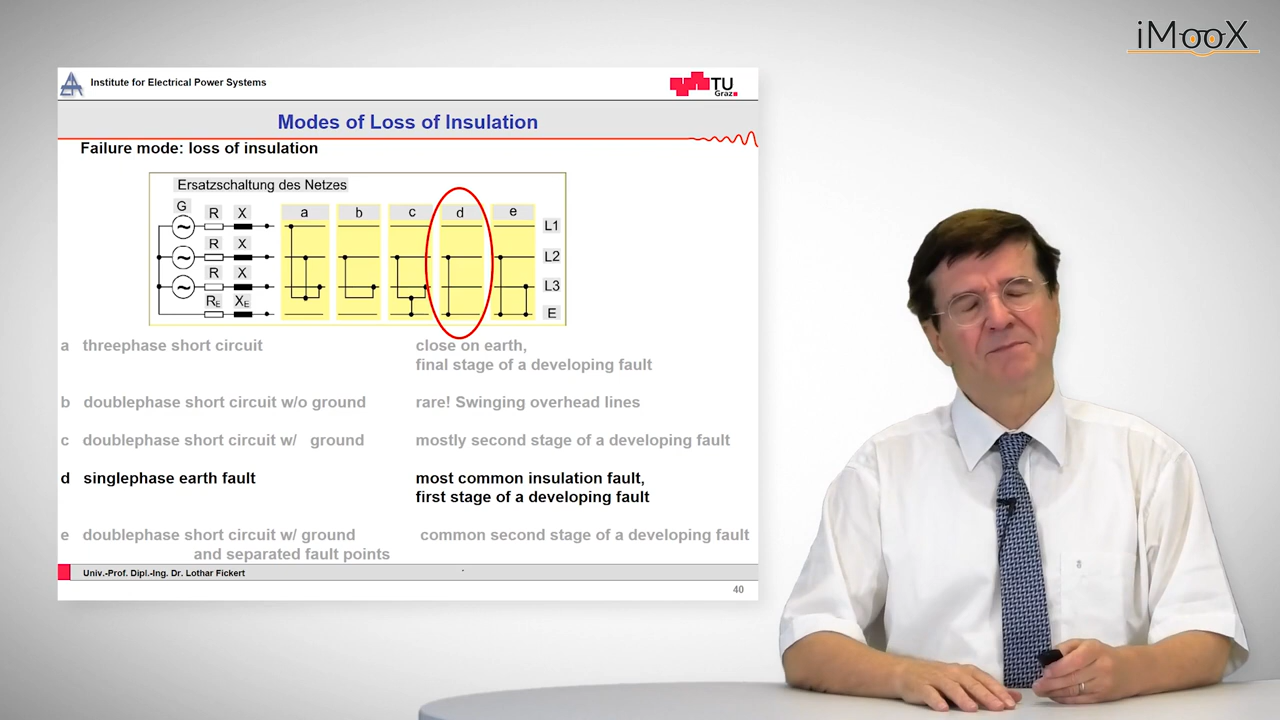 iMooX
Institute for Electrical Power Systems
TU
Graz
Modes of Loss of Insulation
Failure mode: loss of insulation
Ersatzschaltung des Netzes
G R X a b c d e L1
R X L2
R X L3
RE XE E
a threephase short circuit close on earth,
final stage of a developing fault
b doublephase short circuit w/o ground rare! Swinging overhead lines
c doublephase short circuit w/ ground mostly second stage of a developing fault
d singlephase earth fault most common insulation fault,
first stage of a developing fault
e doublephase short circuit w/ ground common second stage of a developing fault
and separated fault points
Univ.-Prof. Dipl.-Ing. Dr. Lothar Fickert
40